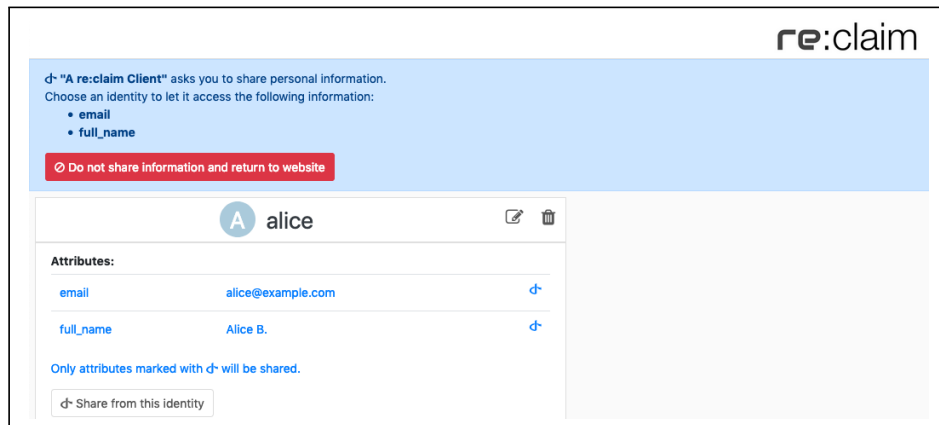 re:claim
"A re:claim Client" asks you to share personal information.
Choose an identity to let it access the following information:
• email
• full_name
Do not share information and return to website
A alice
Attributes:
email alice@example.com
full_name Alice B.
Only attributes marked with will be shared.
Share from this identity